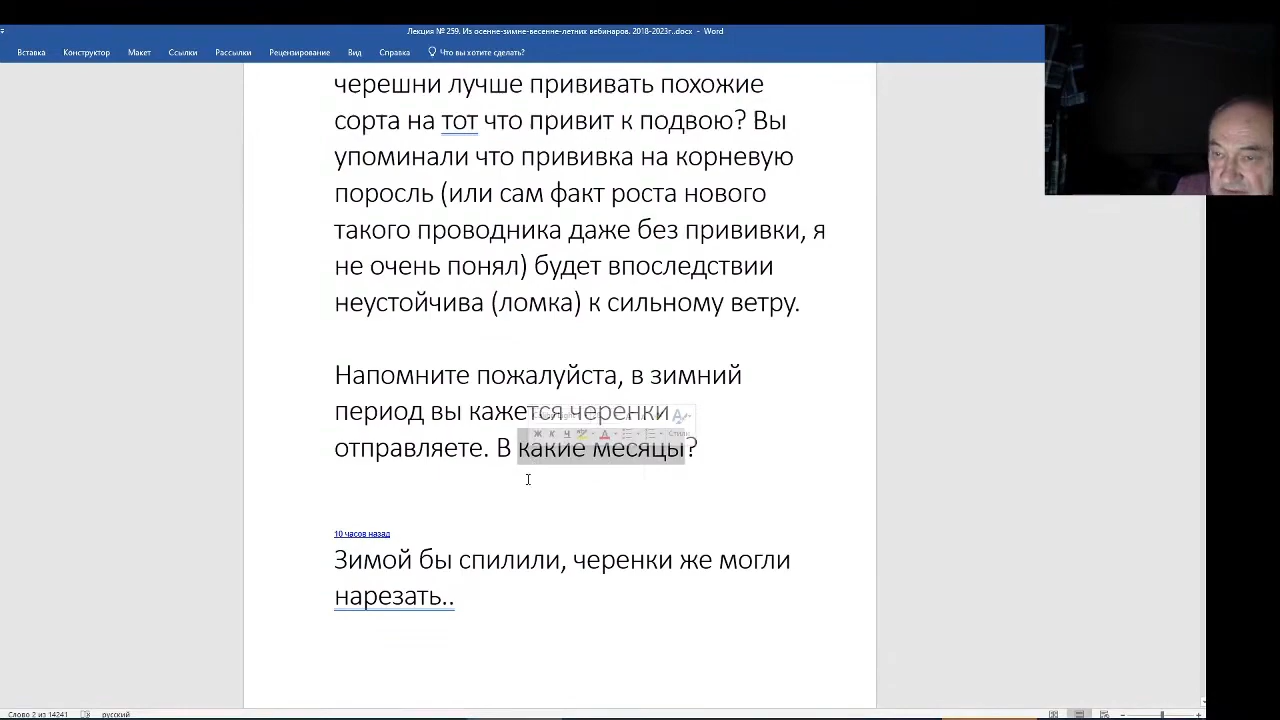 Лекция № 259. Из осенне-зимне-весенне-летних вебинаров. 2018-2023г..docx - Word
Вставка Конструктор Макет Ссылки Рассылки Рецензирование Вид Справка Что вы хотите сделать?
черешни лучше прививать похожие
сорта на тот что привит к подвою? Вы
упоминали что прививка на корневую
поросль (или сам факт роста нового
такого проводника даже без прививки, я
не очень понял) будет впоследствии
неустойчива (ломка) к сильному ветру.
Напомните пожалуйста, в зимний
период вы кажется черенки
отправляете. В какие месяцы?
10 часов назад
Зимой бы спилили, черенки же могли
нарезать..
Слово 2 из 14241 русский